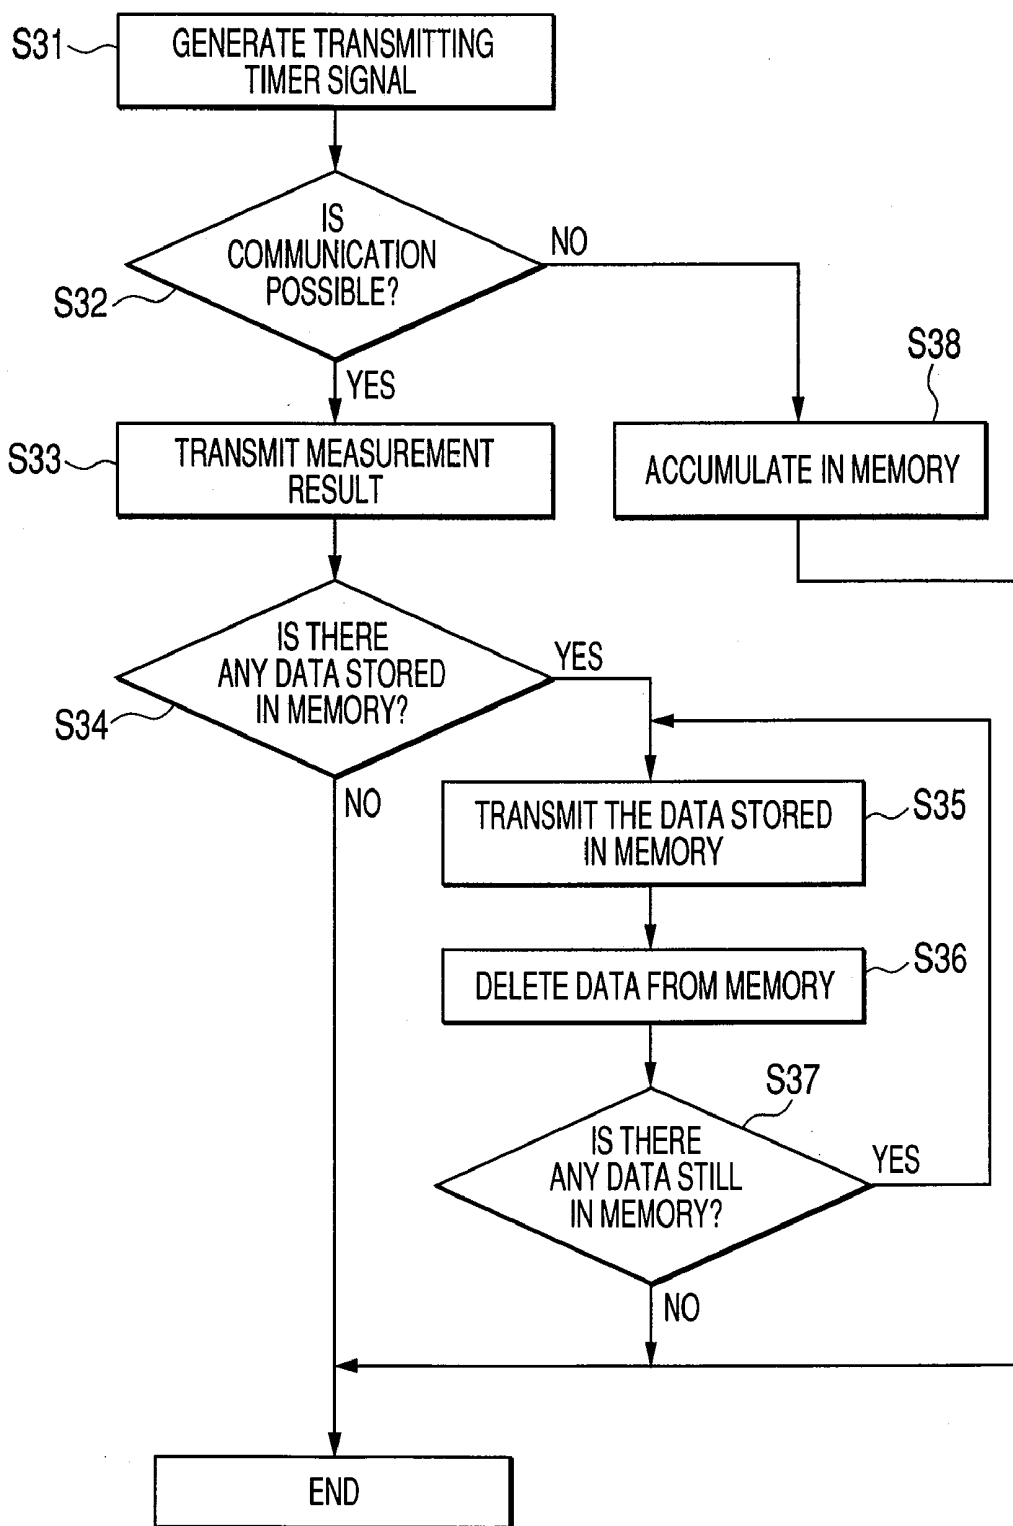 S31
GENERATE TRANSMITTING
TIMER SIGNAL
IS
COMMUNICATION
POSSIBLE?
NO
S32
YES
S38
S33
TRANSMIT MEASUREMENT
RESULT
ACCUMULATE IN MEMORY
IS THERE
ANY DATA STORED
IN MEMORY?
YES
S34
NO
TRANSMIT THE DATA STORED
IN MEMORY
S35
DELETE DATA FROM MEMORY
S36
S37
IS THERE
ANY DATA STILL
IN MEMORY?
YES
NO
END